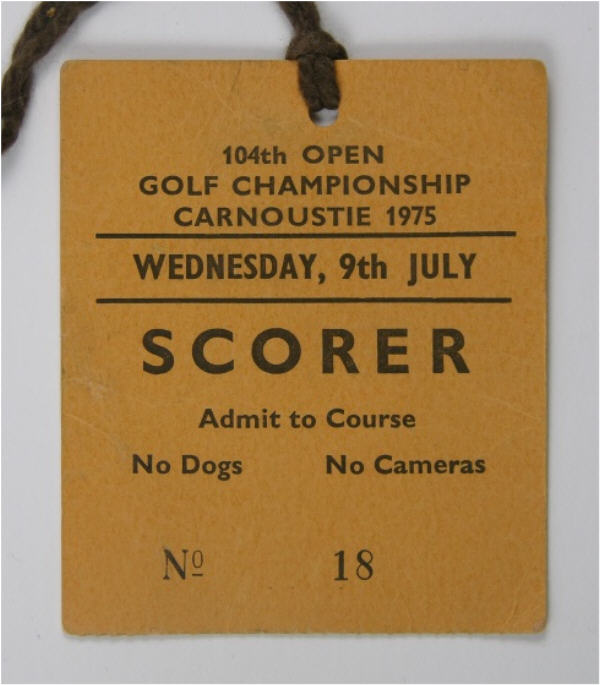 104th OPEN
GOLF CHAMPIONSHIP
CARNOUSTIE 1975
WEDNESDAY, 9th JULY
SCORER
Admit to Course
No Dogs No Cameras
Nº 18